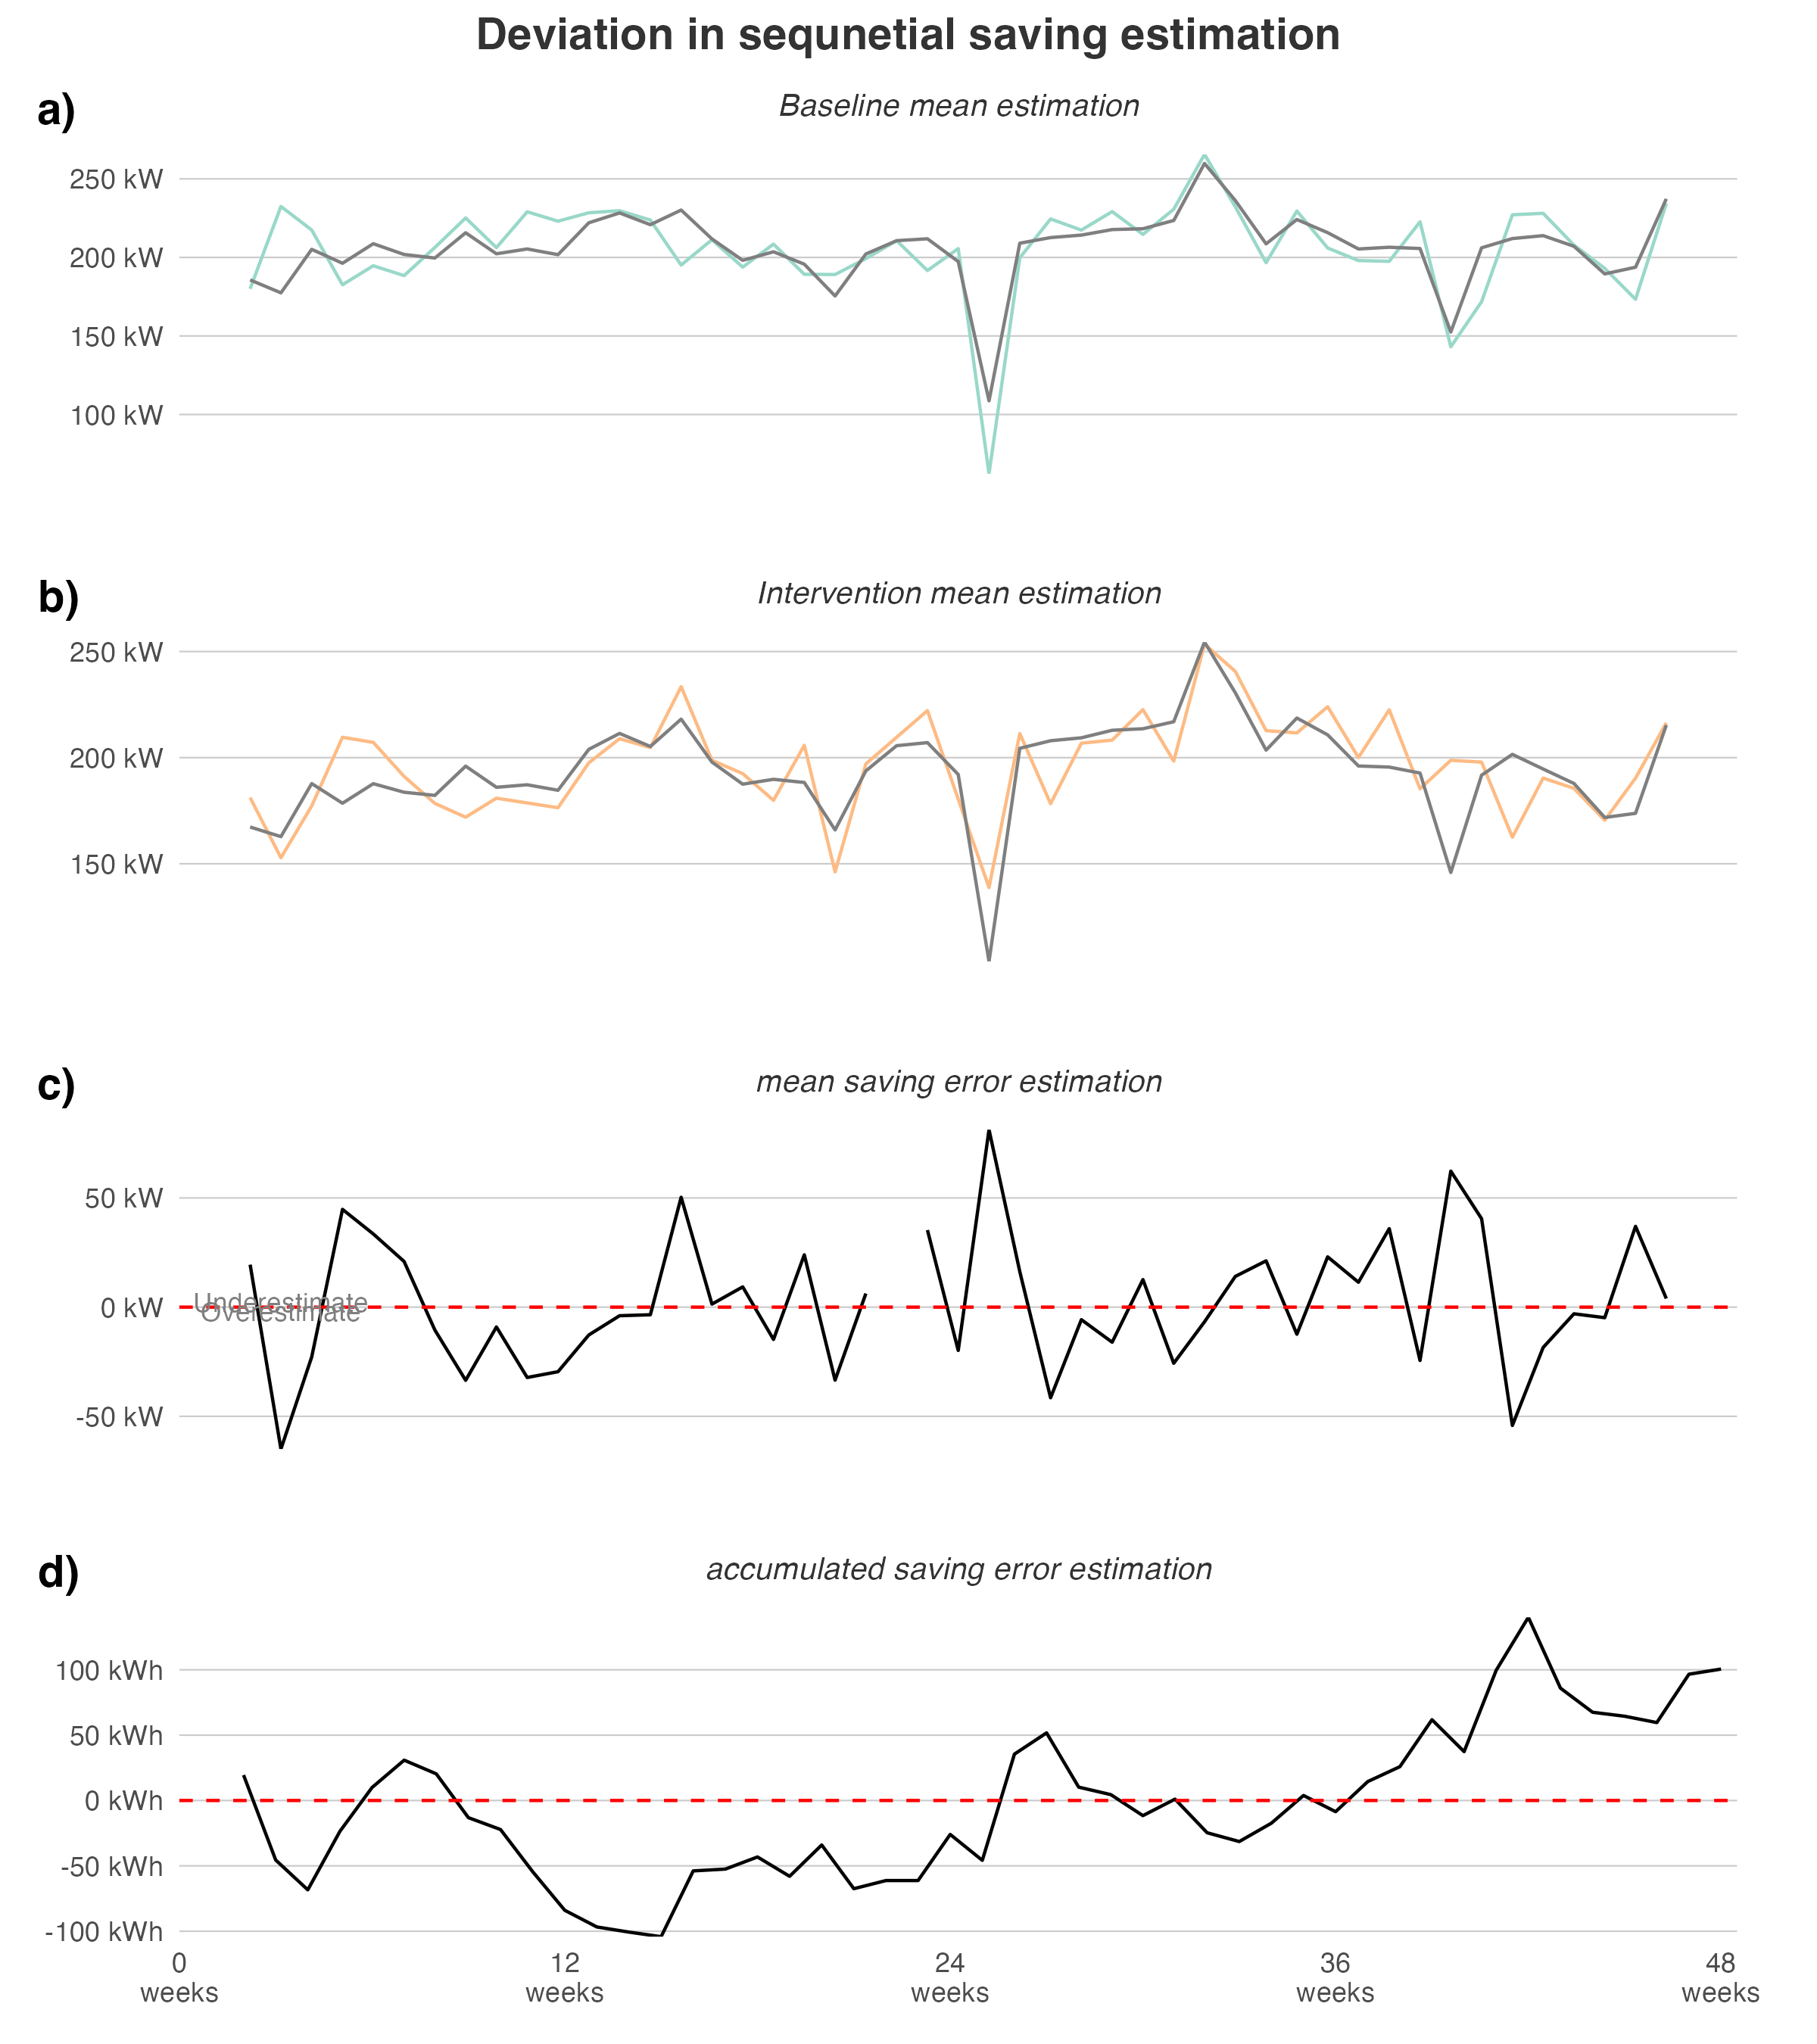 Deviation in sequnetial saving estimation
a)
Baseline mean estimation
250 kW
200 kW
150 kW
100 kW
b)
Intervention mean estimation
250 kW
200 kW
150 kW
c)
mean saving error estimation
50 kW
Underestimate
0 kW
Overestimate
-50 kW
d)
accumulated saving error estimation
100 kWh
50 kWh
0 kWh
-50 kWh
-100 kWh
0 12 24 36 48
weeks weeks weeks weeks weeks